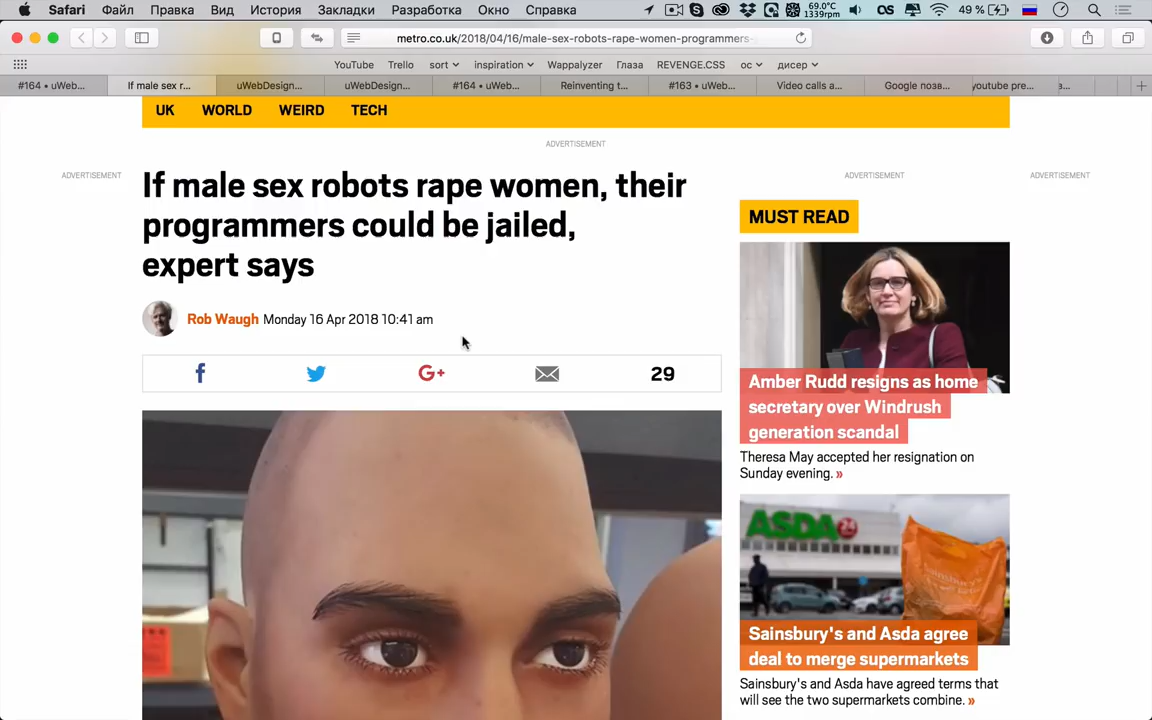 Safari Файл Правка Вид История Закладки Разработка Окно Справка 69.0°C 1339rpm OS 49 %
metro.co.uk/2018/04/16/male-sex-robots-rape-women-programmers-
YouTube Trello sort inspiration Wappalyzer Глаза REVENGE.CSS ос дисер
#164 • uWeb... If male sex r... uWebDesign... uWebDesign... #164 • uWeb... Reinventing t... #163 • uWeb... Video calls a... Google позв... youtube pre... з...
UK WORLD WEIRD TECH
ADVERTISEMENT
ADVERTISEMENT
ADVERTISEMENT
ADVERTISEMENT
If male sex robots rape women, their
programmers could be jailed,
expert says
Rob Waugh Monday 16 Apr 2018 10:41 am
f G+ 29
MUST READ
Amber Rudd resigns as home
secretary over Windrush
generation scandal
Theresa May accepted her resignation on
Sunday evening. »
ASDA 24
Sainsbury's
Sainsbury's and Asda agree
deal to merge supermarkets
Sainsbury's and Asda have agreed terms that
will see the two supermarkets combine. »